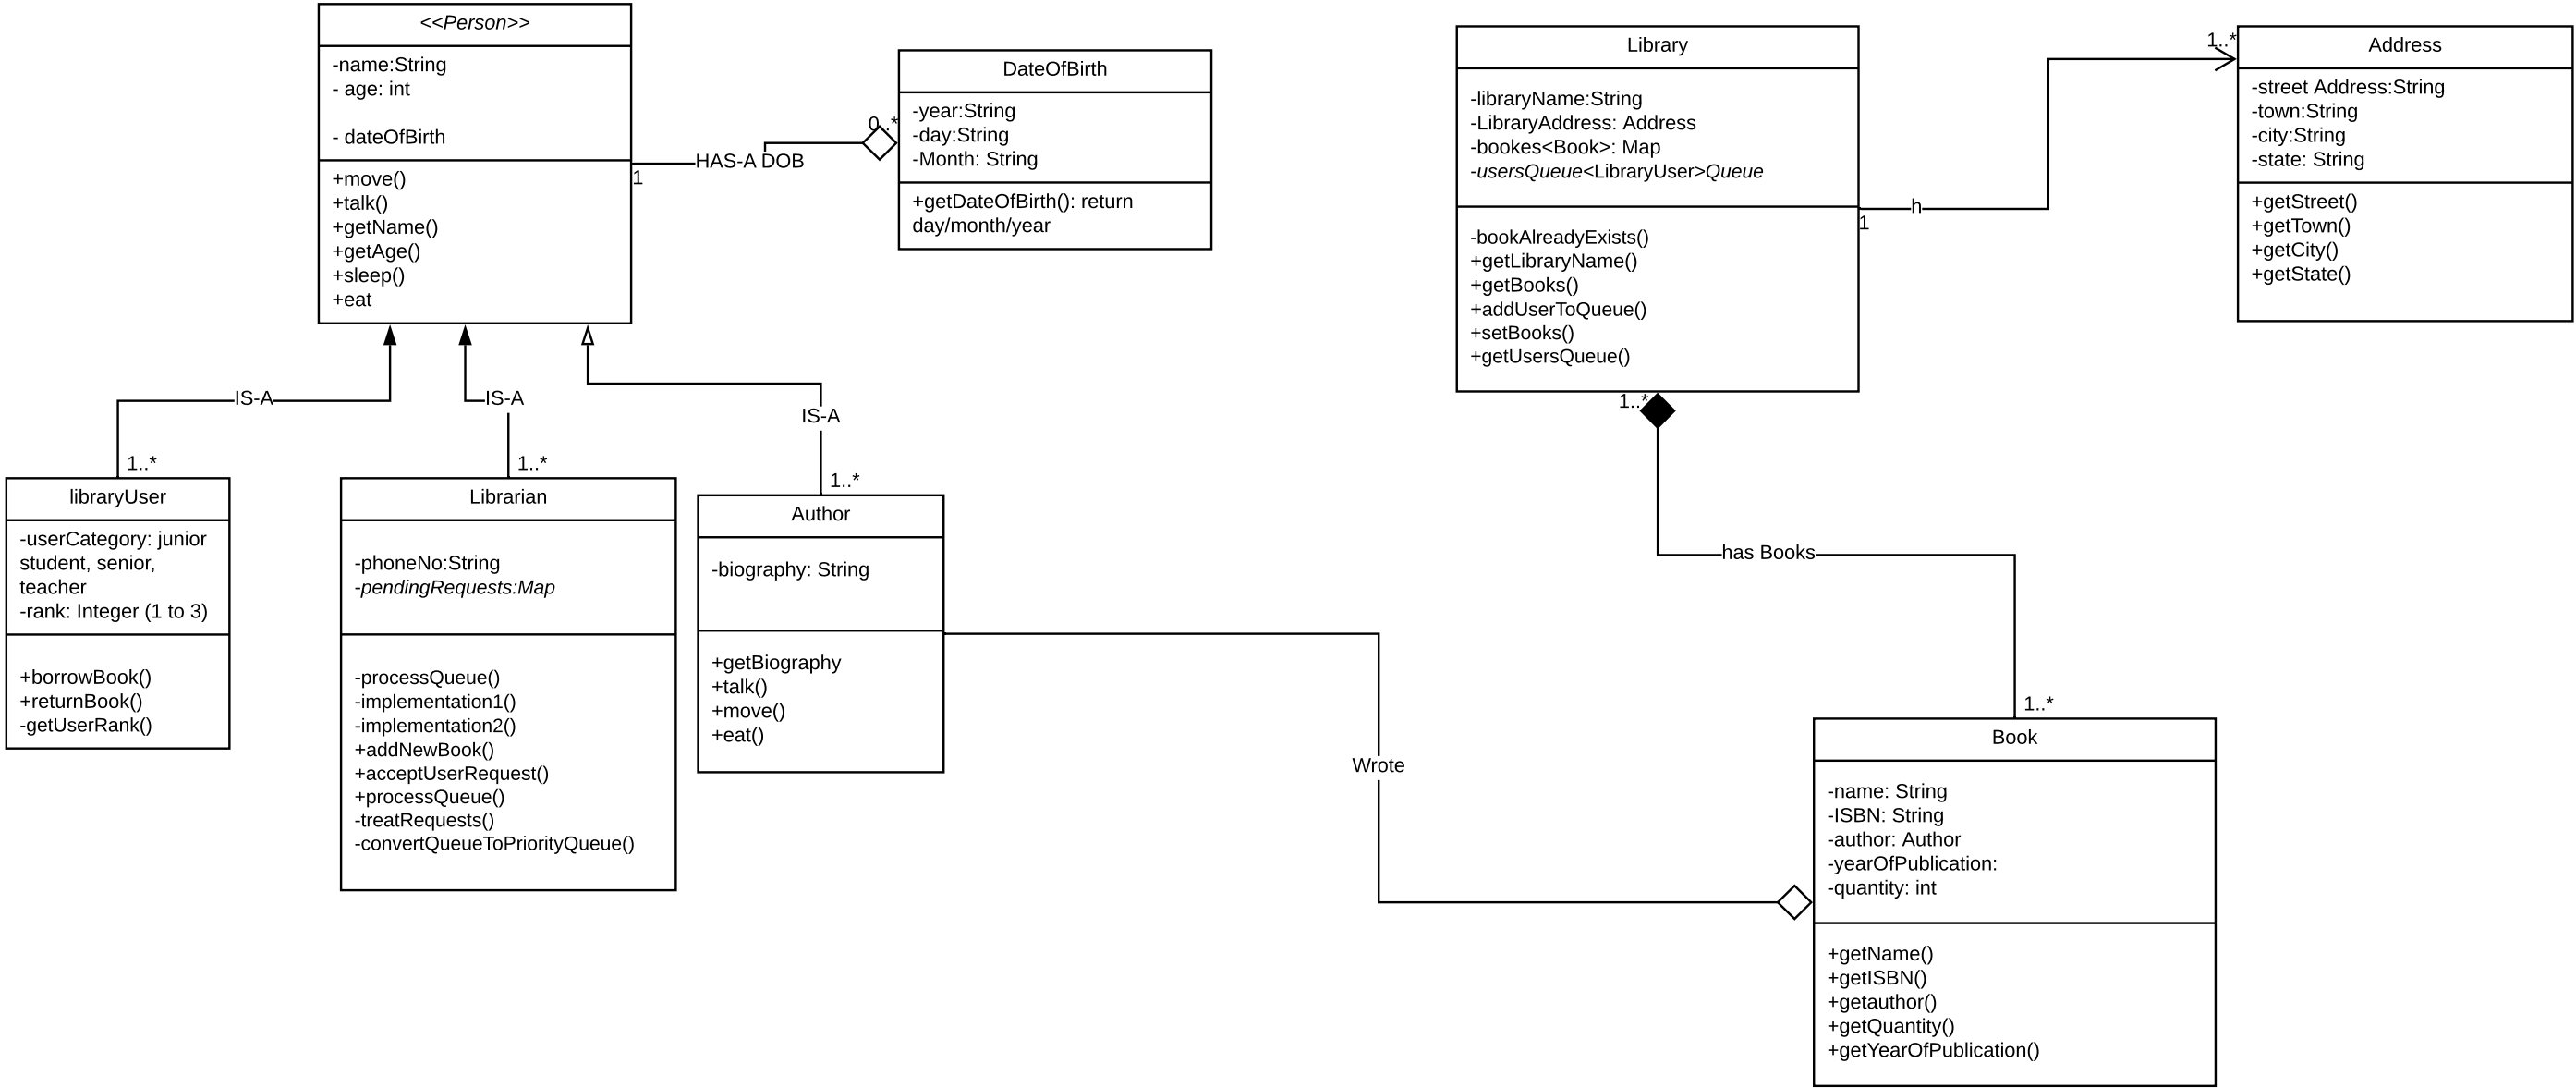 <<Person>>
-name:String
- age: int
- dateOfBirth
+move()
+talk()
+getName()
+getAge()
+sleep()
+eat
1
HAS-A DOB
0..*
DateOfBirth
-year:String
-day:String
-Month: String
+getDateOfBirth(): return
day/month/year
Library
-libraryName:String
-LibraryAddress: Address
-bookes<Book>: Map
-usersQueue<LibraryUser>Queue
-bookAlreadyExists()
+getLibraryName()
+getBooks()
+addUserToQueue()
+setBooks()
+getUsersQueue()
1
h
1..*
Address
-street Address:String
-town:String
-city:String
-state: String
+getStreet()
+getTown()
+getCity()
+getState()
IS-A
1..*
IS-A
1..*
IS-A
1..*
libraryUser
-userCategory: junior
student, senior,
teacher
-rank: Integer (1 to 3)
+borrowBook()
+returnBook()
-getUserRank()
Librarian
-phoneNo:String
-pendingRequests:Map
-processQueue()
-implementation1()
-implementation2()
+addNewBook()
+acceptUserRequest()
+processQueue()
-treatRequests()
-convertQueueToPriorityQueue()
Author
-biography: String
+getBiography
+talk()
+move()
+eat()
Wrote
1..*
has Books
1..*
Book
-name: String
-ISBN: String
-author: Author
-yearOfPublication:
-quantity: int
+getName()
+getISBN()
+getauthor()
+getQuantity()
+getYearOfPublication()